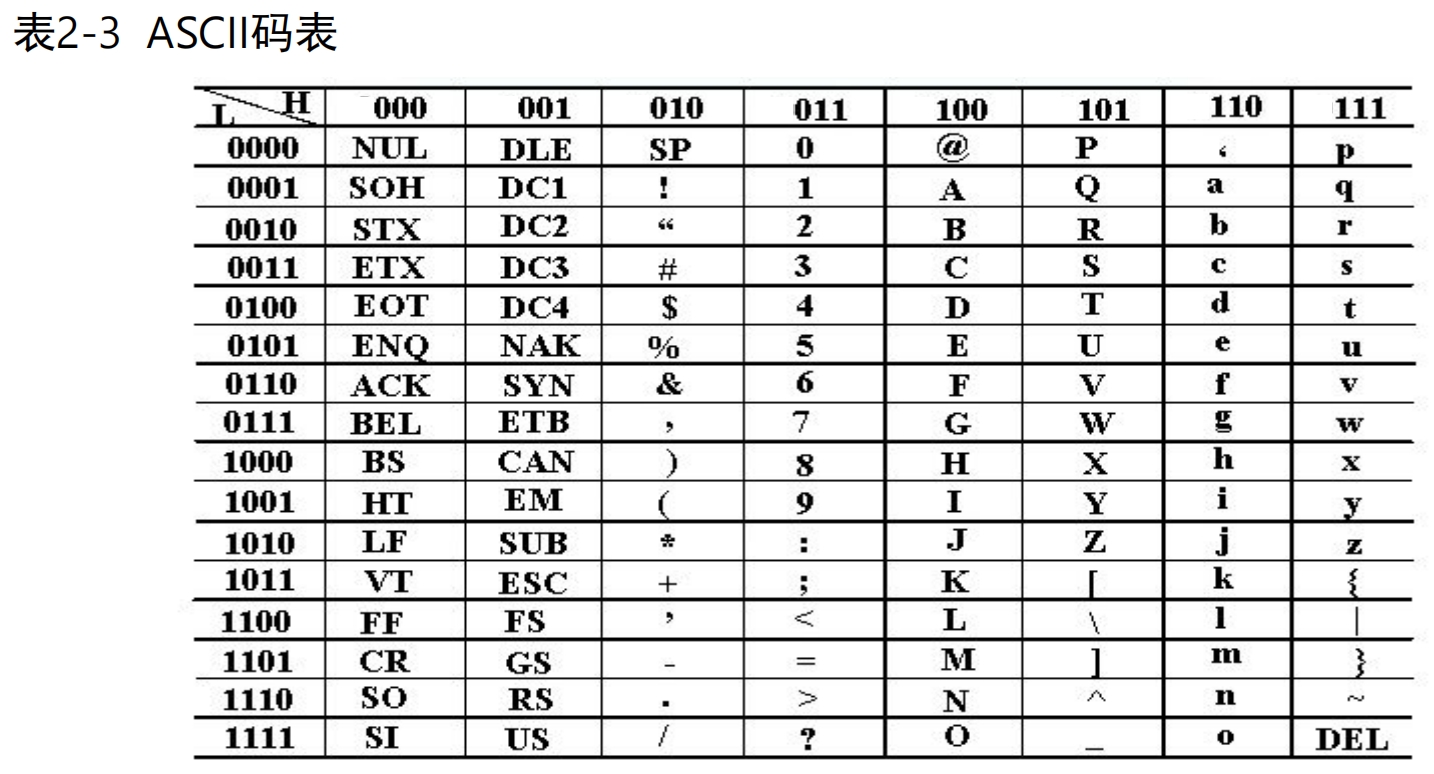 表2-3 ASCII码表
L H 000 001 010 011 100 101 110 111
0000 NUL DLE SP 0 @ P ‘ p
0001 SOH DC1 ! 1 A Q a q
0010 STX DC2 “ 2 B R b r
0011 ETX DC3 # 3 C S c s
0100 EOT DC4 $ 4 D T d t
0101 ENQ NAK % 5 E U e u
0110 ACK SYN & 6 F V f v
0111 BEL ETB ’ 7 G W g w
1000 BS CAN ) 8 H X h x
1001 HT EM ( 9 I Y i y
1010 LF SUB * : J Z j z
1011 VT ESC + ; K [ k {
1100 FF FS ’ < L \ l |
1101 CR GS - = M ] m }
1110 SO RS . > N ^ n ~
1111 SI US / ? O _ o DEL